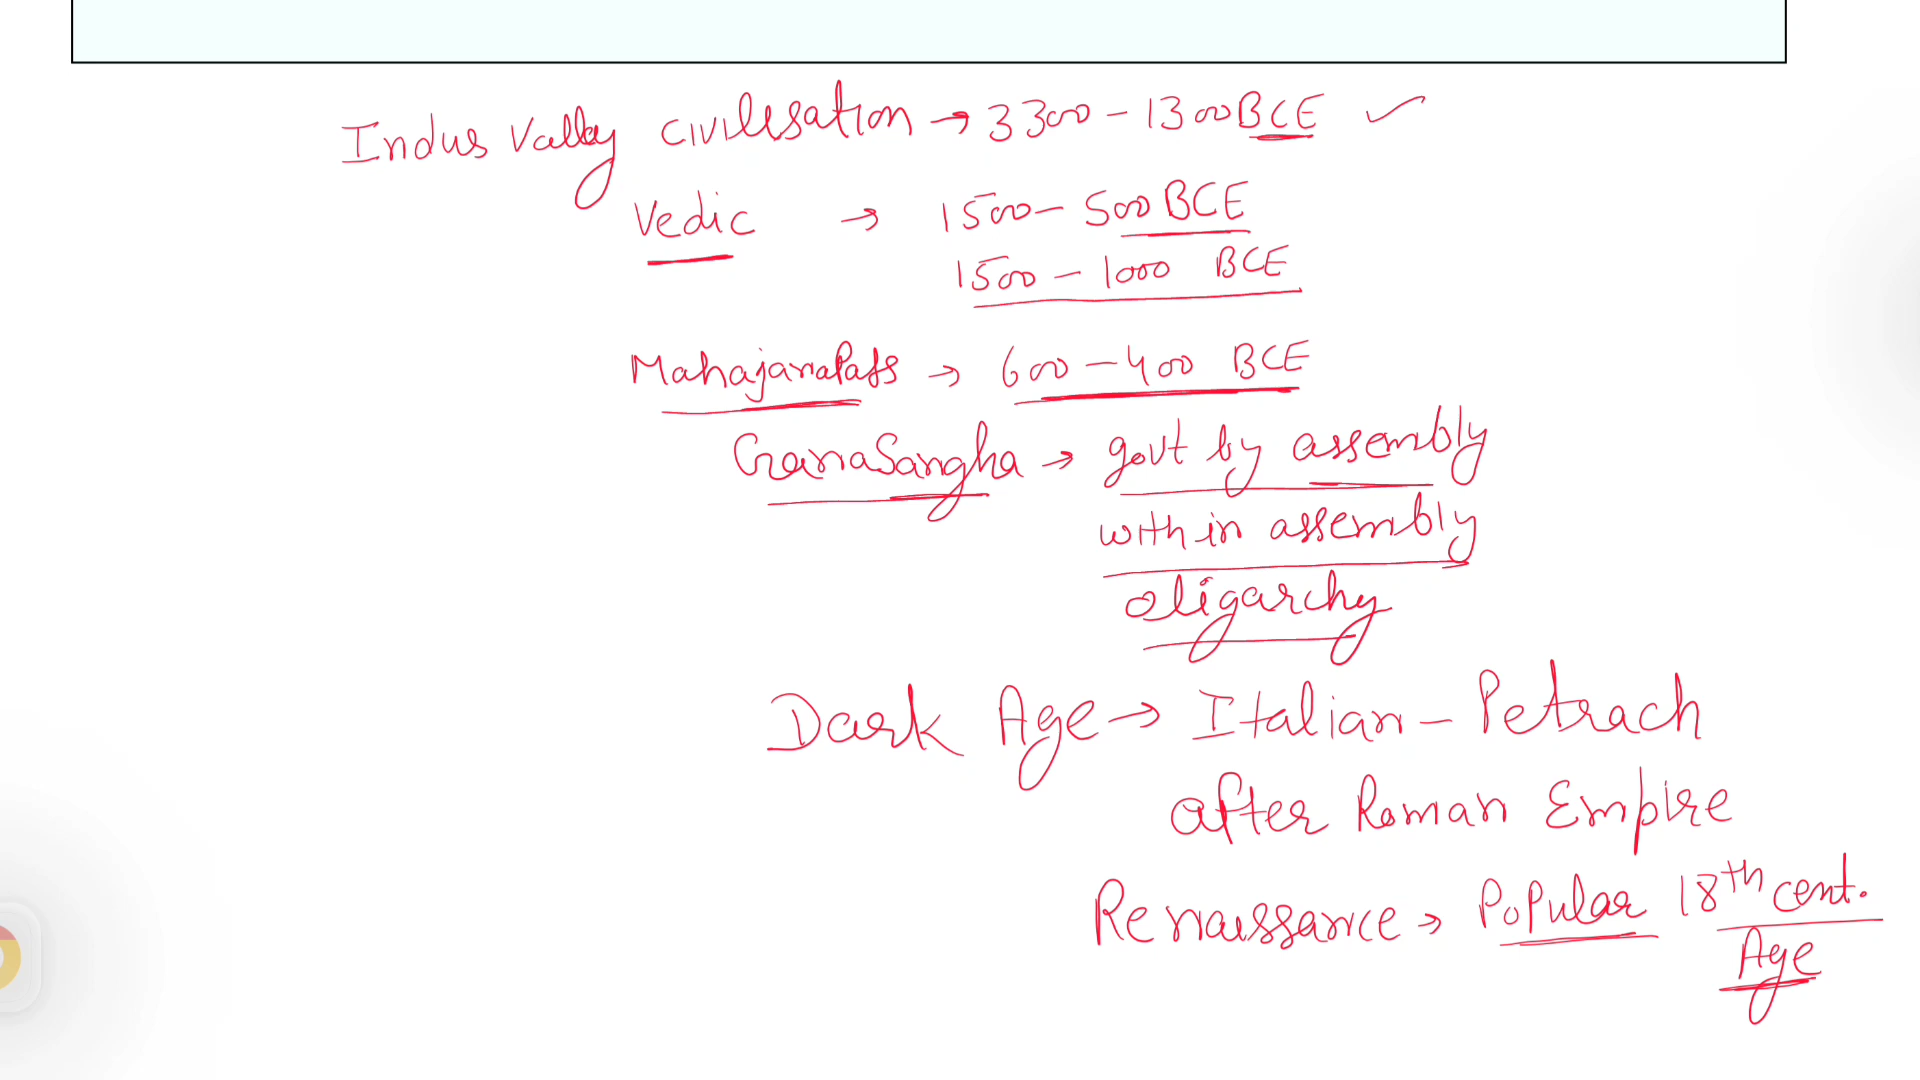 Indus Valley civilisation → 3300 - 1300 BCE ✓
Vedic → 1500 - 500 BCE
1500 - 1000 BCE
Mahajanapads → 600 - 400 BCE
GanaSangha → govt by assembly
with in assembly
oligarchy
Dark Age → Italian - Petrach
after Roman Empire
Renaissance → Popular 18th cent.
Age